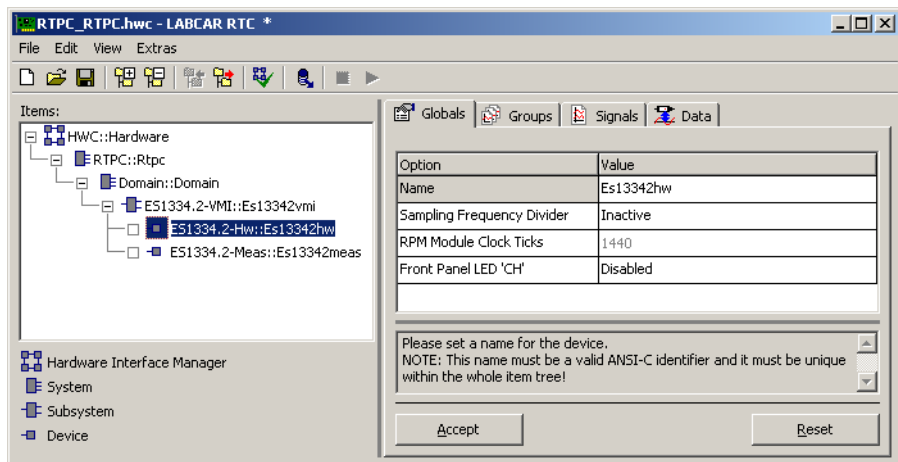 RTPC_RTPC.hwc - LABCAR RTC *
File Edit View Extras
Items:
HWC::Hardware
RTPC::Rtpc
Domain::Domain
ES1334.2-VMI::Es13342vmi
ES1334.2-Hw::Es13342hw
ES1334.2-Meas::Es13342meas
Hardware Interface Manager
System
Subsystem
Device
Globals Groups Signals Data
Option Value
Name Es13342hw
Sampling Frequency Divider Inactive
RPM Module Clock Ticks 1440
Front Panel LED 'CH' Disabled
Please set a name for the device.
NOTE: This name must be a valid ANSI-C identifier and it must be unique
within the whole item tree!
Accept Reset